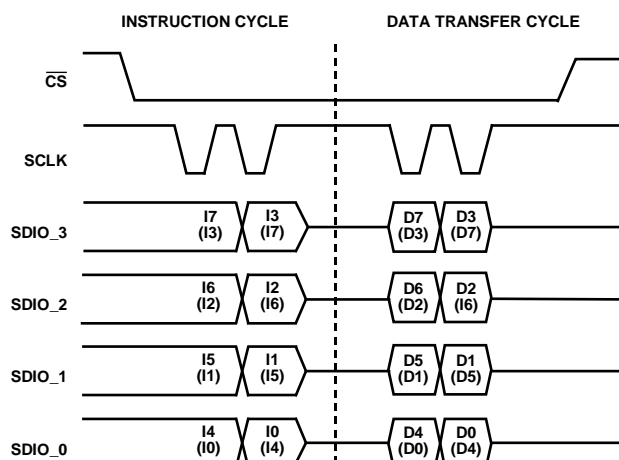 INSTRUCTION CYCLE DATA TRANSFER CYCLE
CS
SCLK
SDIO_3 I7 I3 D7 D3
(I3) (I7) (D3) (D7)
SDIO_2 I6 I2 D6 D2
(I2) (I6) (D2) (I6)
SDIO_1 I5 I1 D5 D1
(I1) (I5) (D1) (D5)
SDIO_0 I4 I0 D4 D0
(I0) (I4) (D0) (D4)